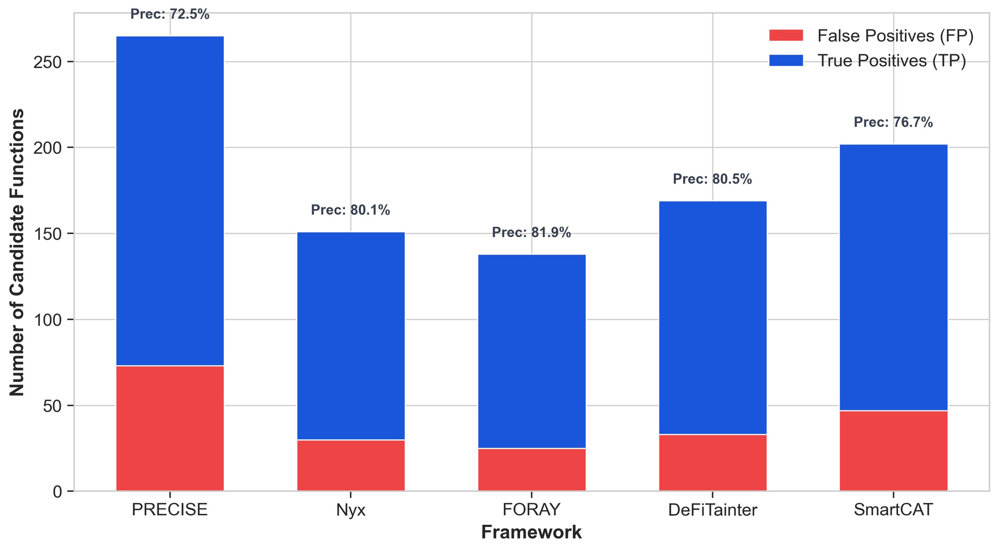 Prec: 72.5%
False Positives (FP)
True Positives (TP)
Prec: 76.7%
Prec: 80.5%
Prec: 80.1%
Prec: 81.9%
Number of Candidate Functions
250
200
150
100
50
0
PRECISE
Nyx
FORAY
DeFiTainter
SmartCAT
Framework